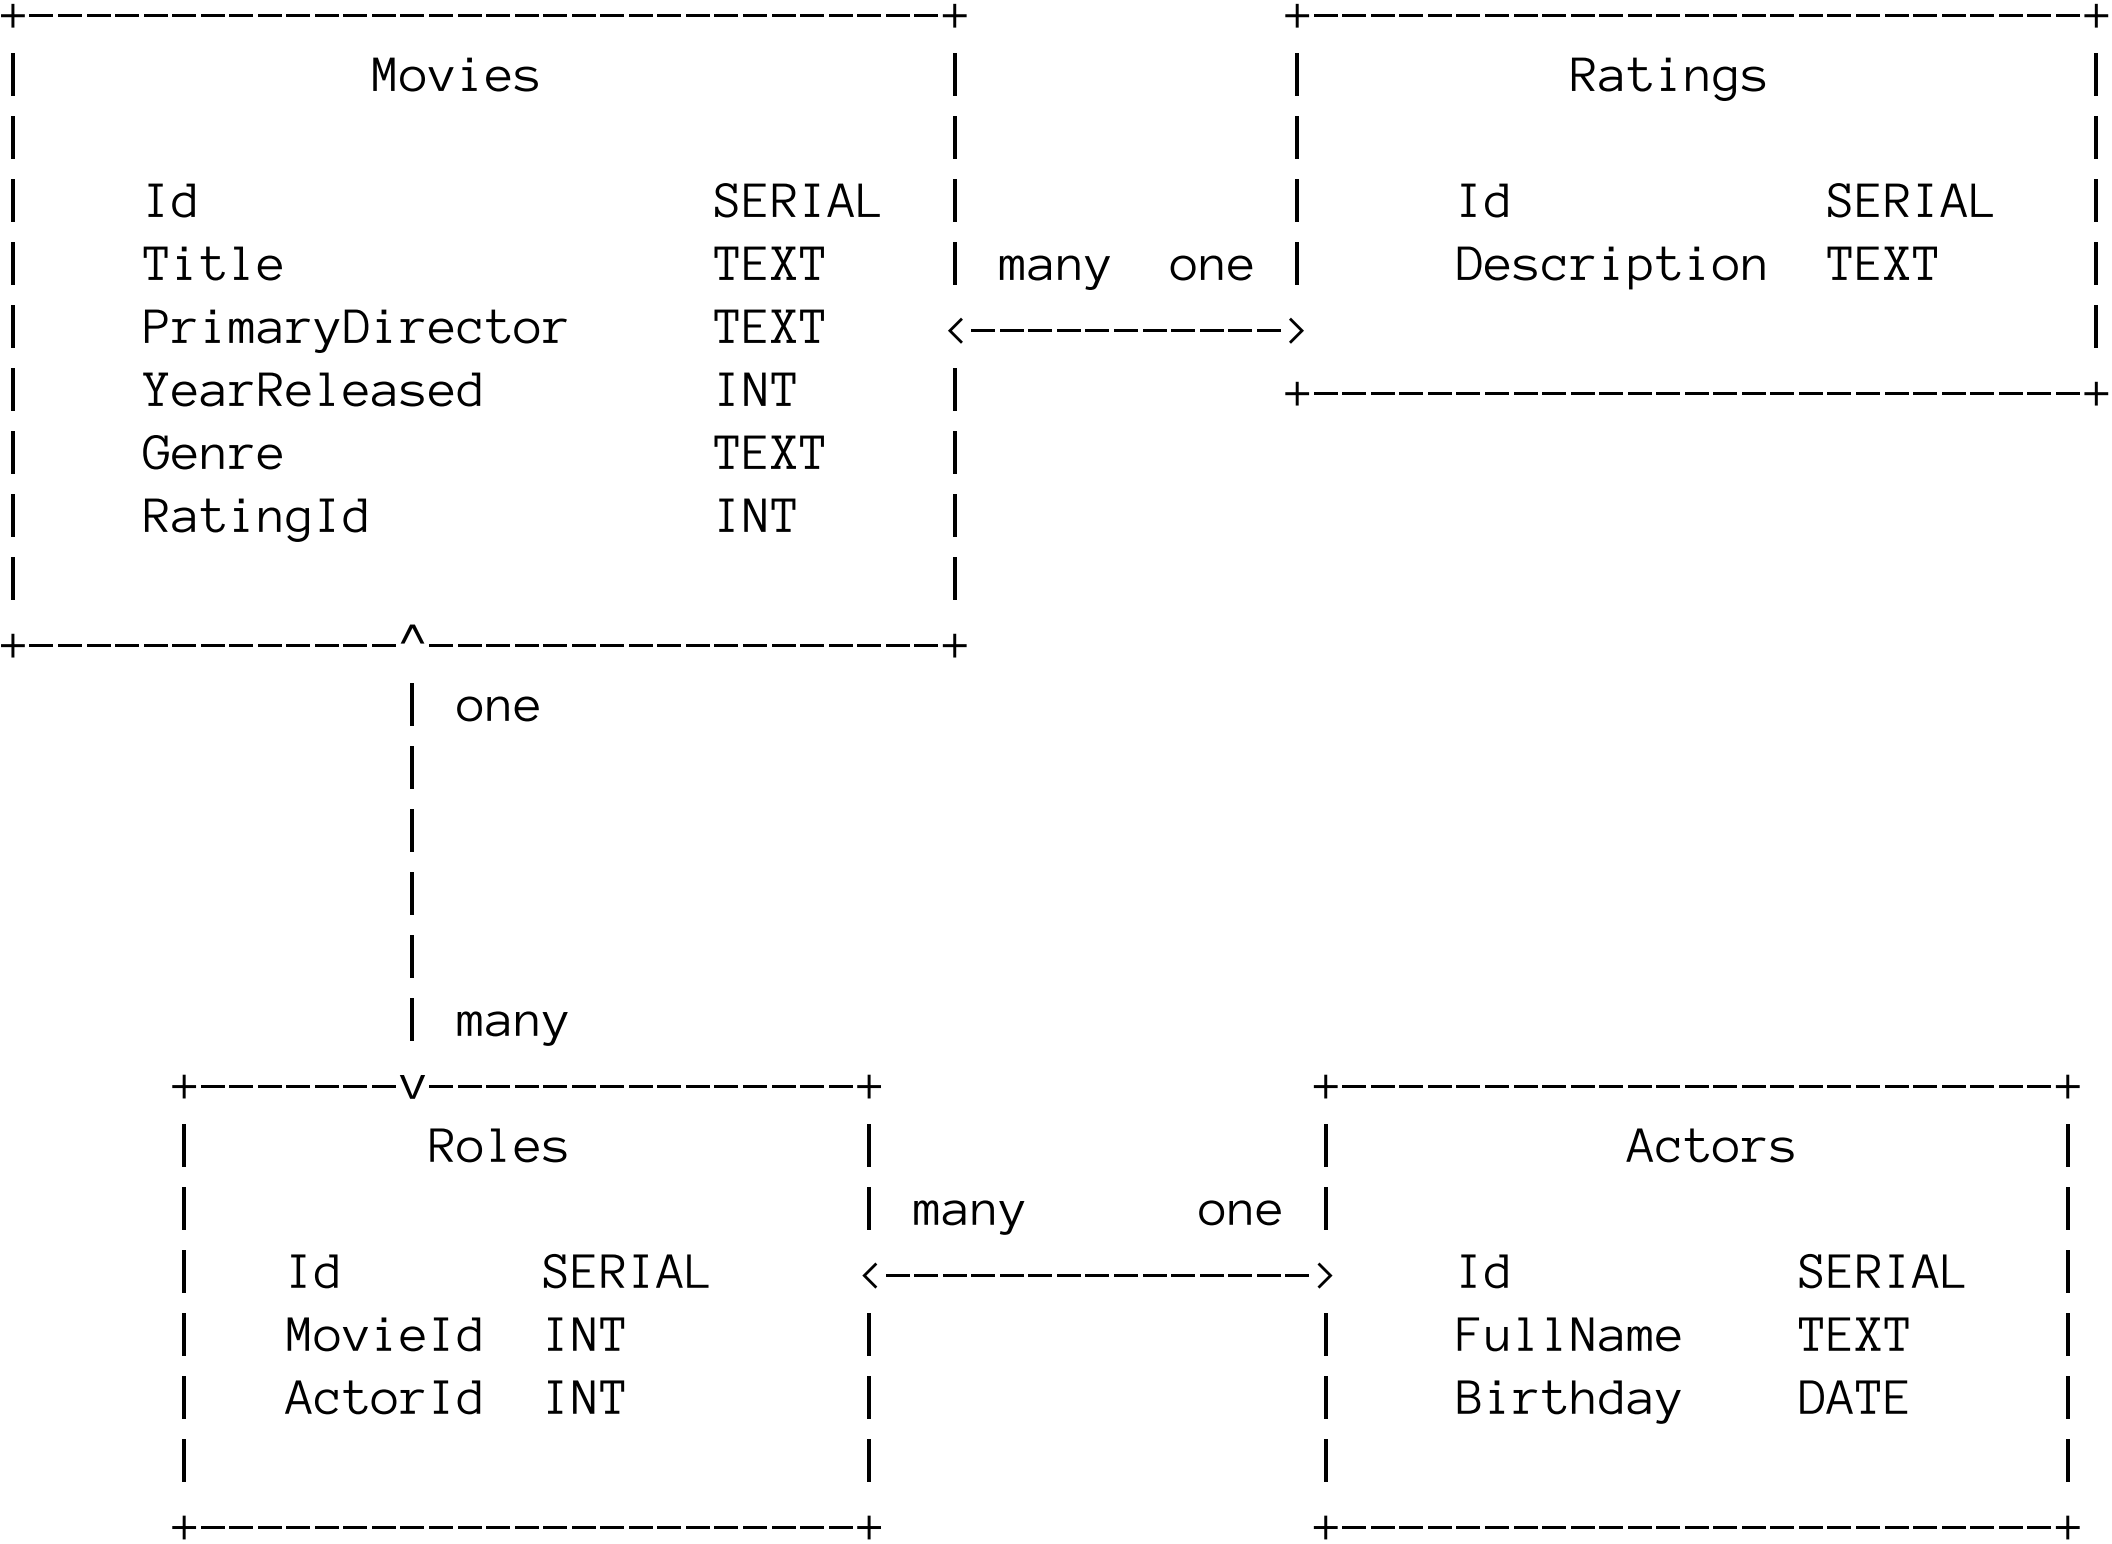 Movies
Id SERIAL
Title TEXT
PrimaryDirector TEXT
YearReleased INT
Genre TEXT
RatingId INT
many one
Ratings
Id SERIAL
Description TEXT
one
many
Roles
Id SERIAL
MovieId INT
ActorId INT
many one
Actors
Id SERIAL
FullName TEXT
Birthday DATE